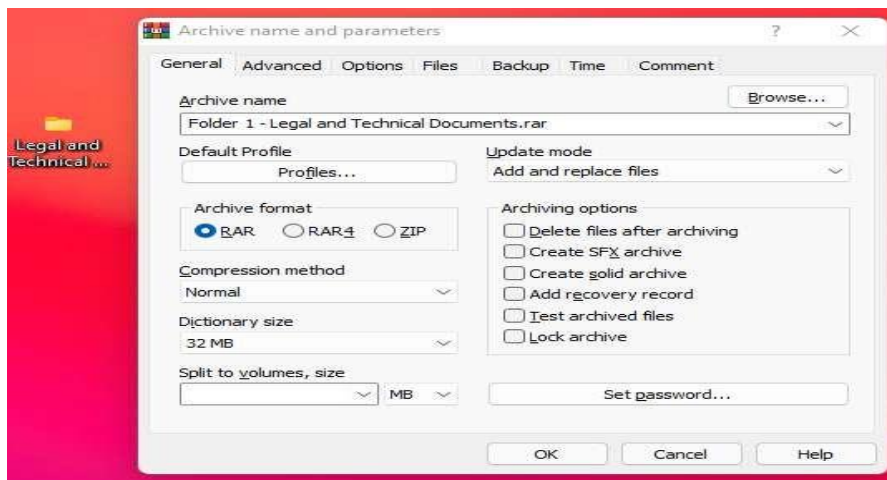 Archive name and parameters
?
General Advanced Options Files Backup Time Comment
Archive name
Browse...
Folder 1 - Legal and Technical Documents.rar
Legal and
Technical ...
Default Profile
Profiles...
Update mode
Add and replace files
Archive format
RAR RAR4 ZIP
Compression method
Normal
Dictionary size
32 MB
Split to volumes, size
MB
Archiving options
Delete files after archiving
Create SFX archive
Create solid archive
Add recovery record
Test archived files
Lock archive
Set password...
OK Cancel Help